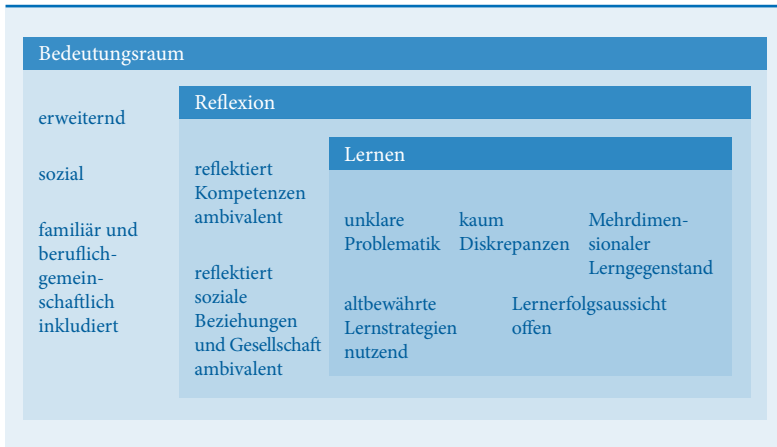 Bedeutungsraum
erweiternd
sozial
familiär und
beruflich-
gemein-
schaftlich
inkludiert
Reflexion
reflektiert
Kompetenzen
ambivalent
reflektiert
soziale
Beziehungen
und Gesellschaft
ambivalent
Lernen
unklare
Problematik
kaum
Diskrepanzen
Mehrdimen-
sionaler
Lerngegenstand
altbewährte
Lernstrategien
nutzend
Lernerfolgsaussicht
offen